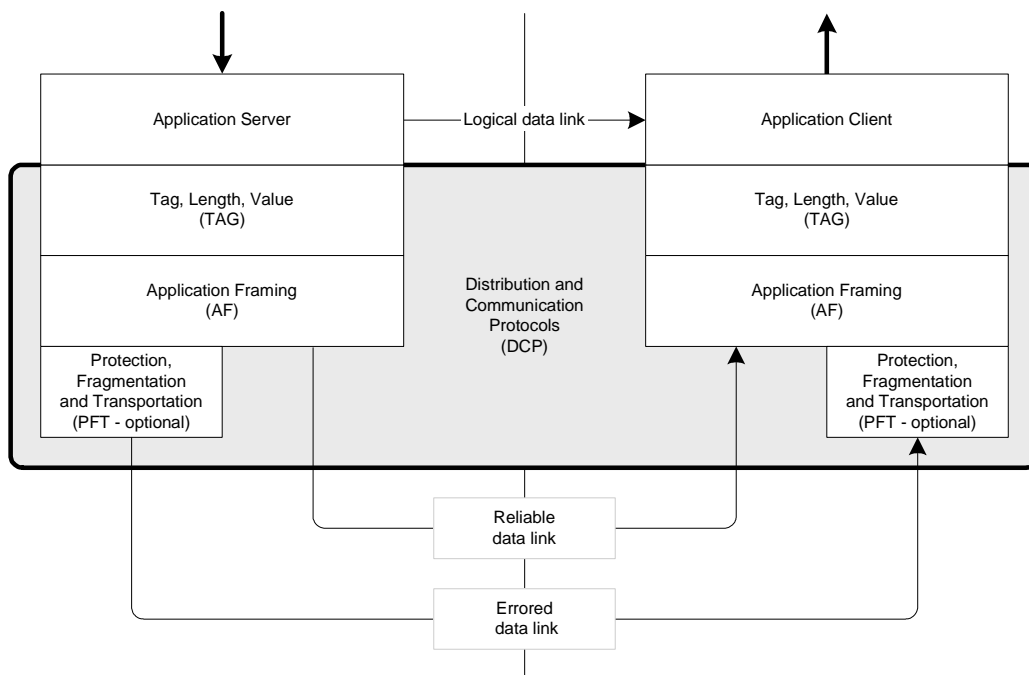 Application Server
Logical data link
Application Client
Tag, Length, Value
(TAG)
Tag, Length, Value
(TAG)
Application Framing
(AF)
Distribution and
Communication
Protocols
(DCP)
Application Framing
(AF)
Protection,
Fragmentation
and Transportation
(PFT - optional)
Protection,
Fragmentation
and Transportation
(PFT - optional)
Reliable
data link
Errored
data link